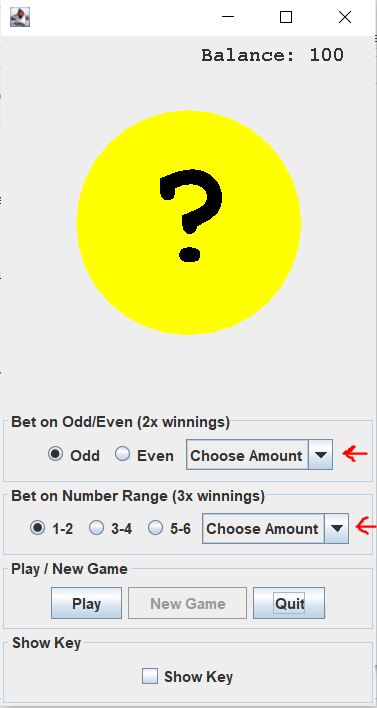 Balance: 100
?
Bet on Odd/Even (2x winnings)
Odd Even Choose Amount
Bet on Number Range (3x winnings)
1-2 3-4 5-6 Choose Amount
Play / New Game
Play New Game Quit
Show Key
Show Key